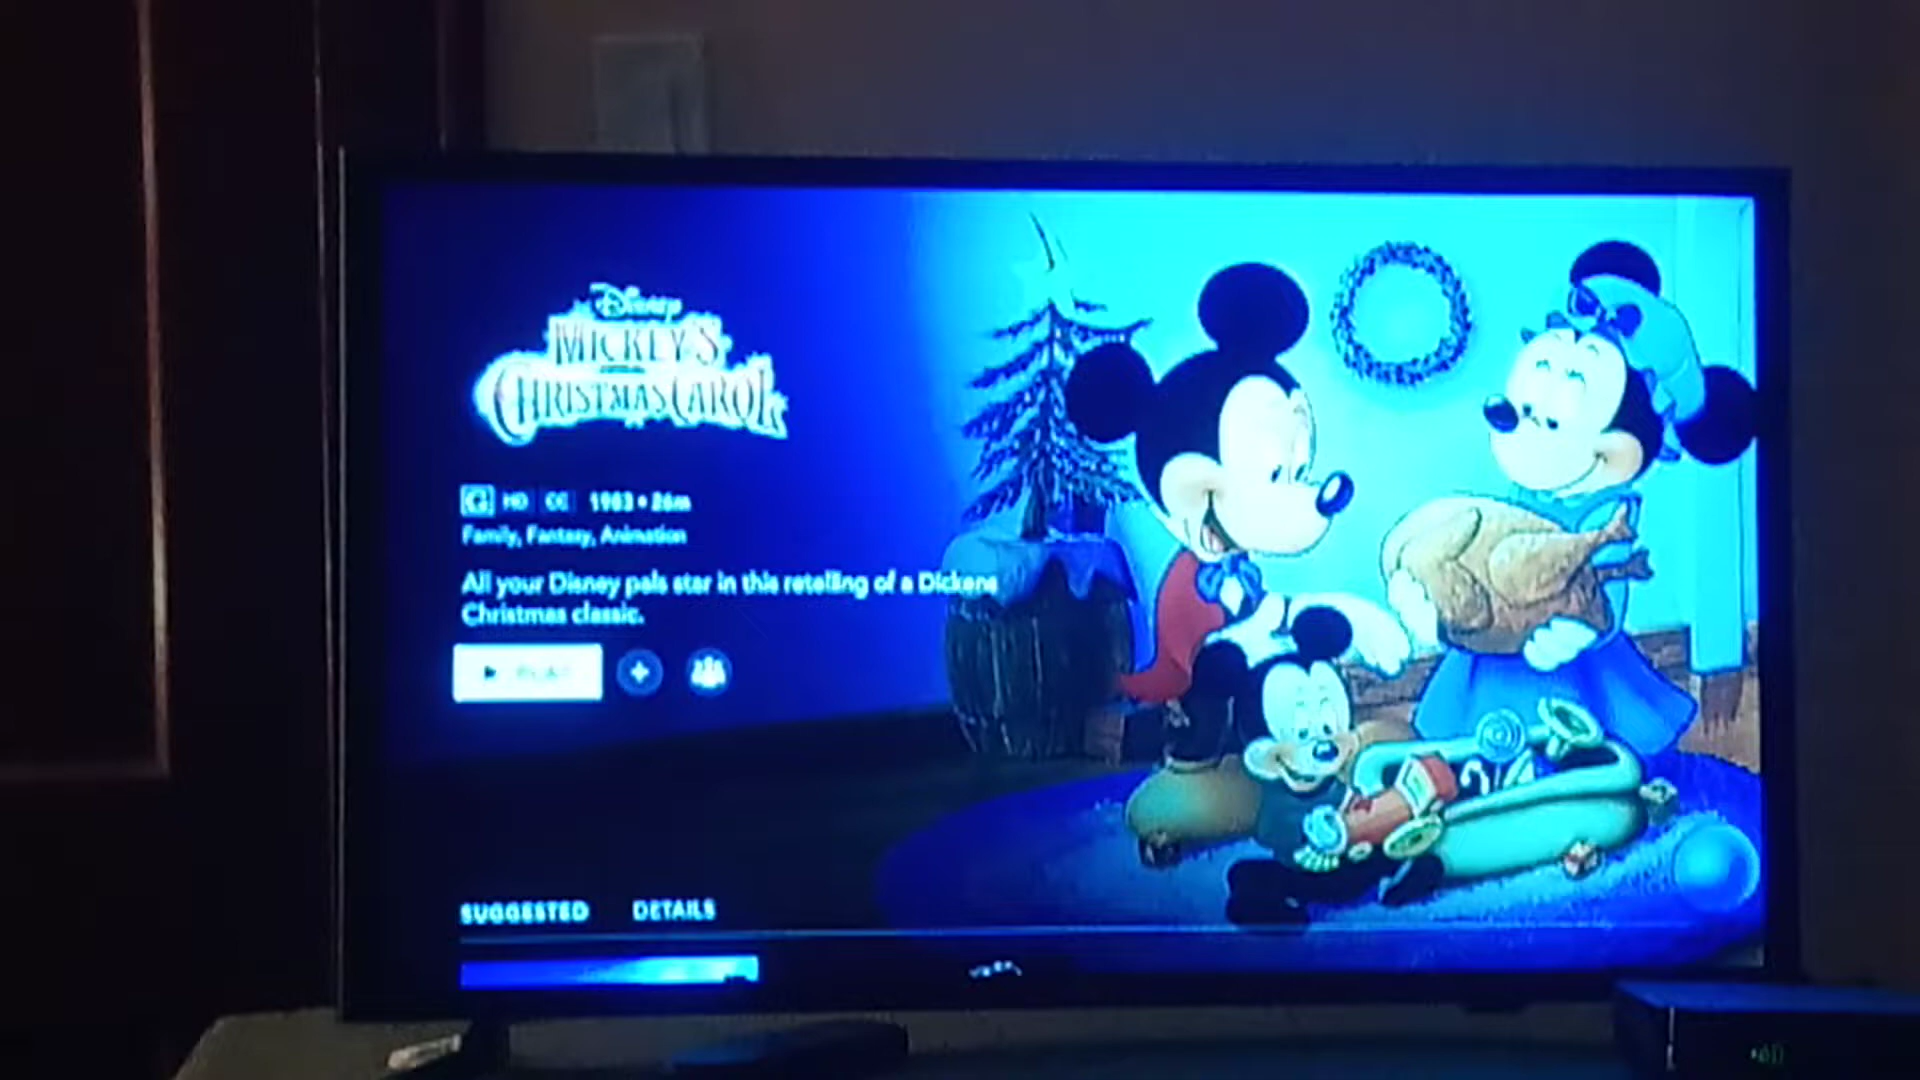 Disney
MICKEY'S
CHRISTMAS CAROL
G HD CC 1983 • 26m
Family, Fantasy, Animation
All your Disney pals star in this retelling of a Dickens
Christmas classic.
PLAY
SUGGESTED DETAILS